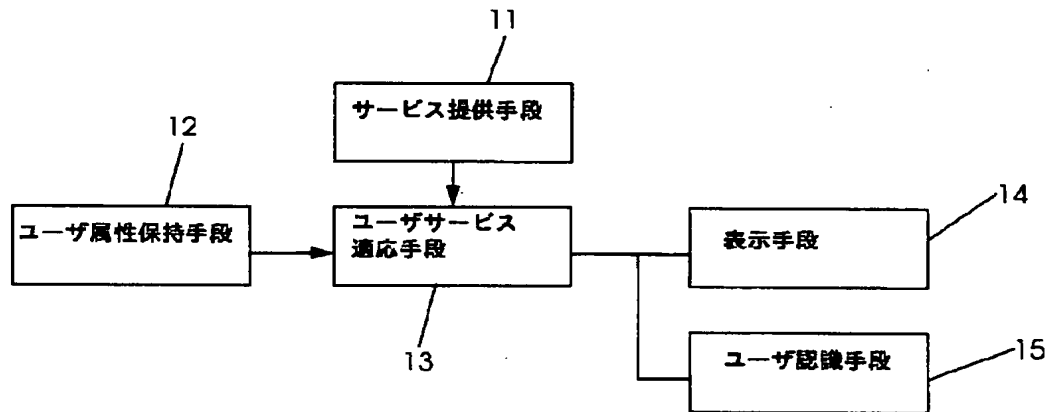 11
サービス提供手段
12
ユーザ属性保持手段
ユーザサービス
適応手段
13
14
表示手段
ユーザ認識手段
15